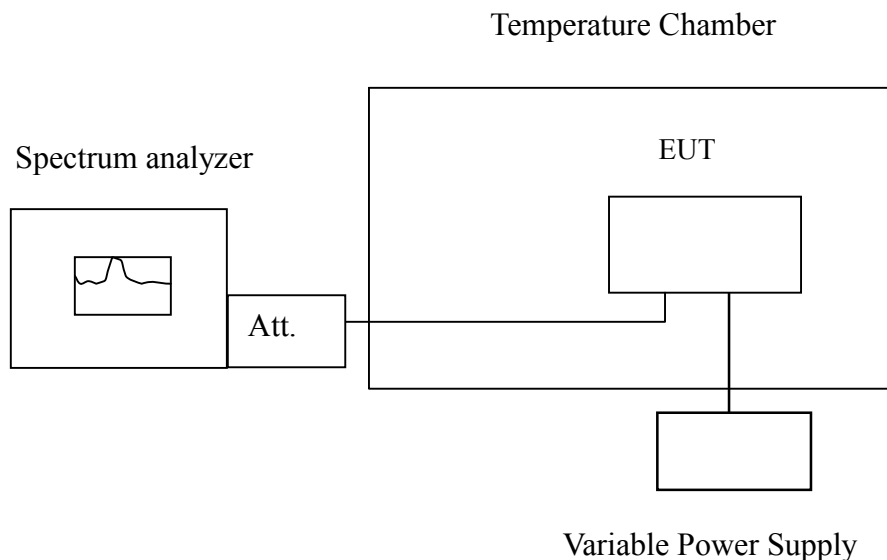 Temperature Chamber
Spectrum analyzer
EUT
Att.
Variable Power Supply